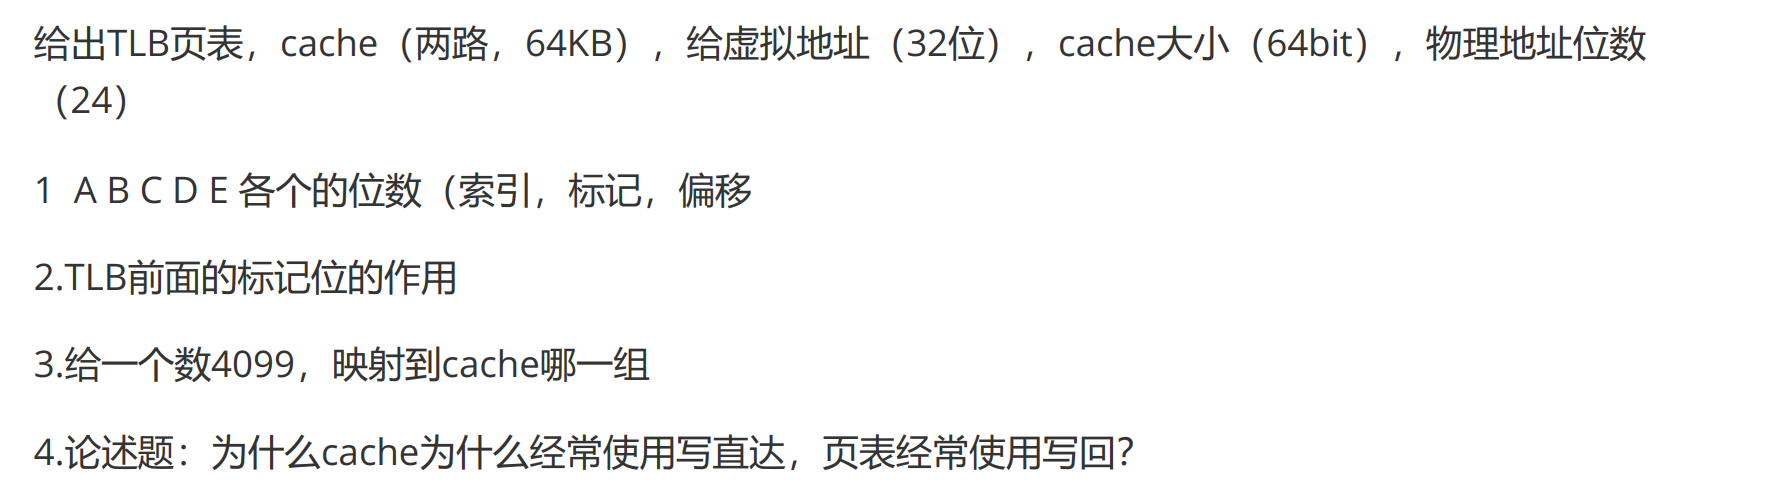 给出TLB页表，cache（两路，64KB），给虚拟地址（32位），cache大小（64bit），物理地址位数
（24）
1 A B C D E 各个的位数（索引，标记，偏移
2.TLB前面的标记位的作用
3.给一个数4099，映射到cache哪一组
4.论述题：为什么cache为什么经常使用写直达，页表经常使用写回？